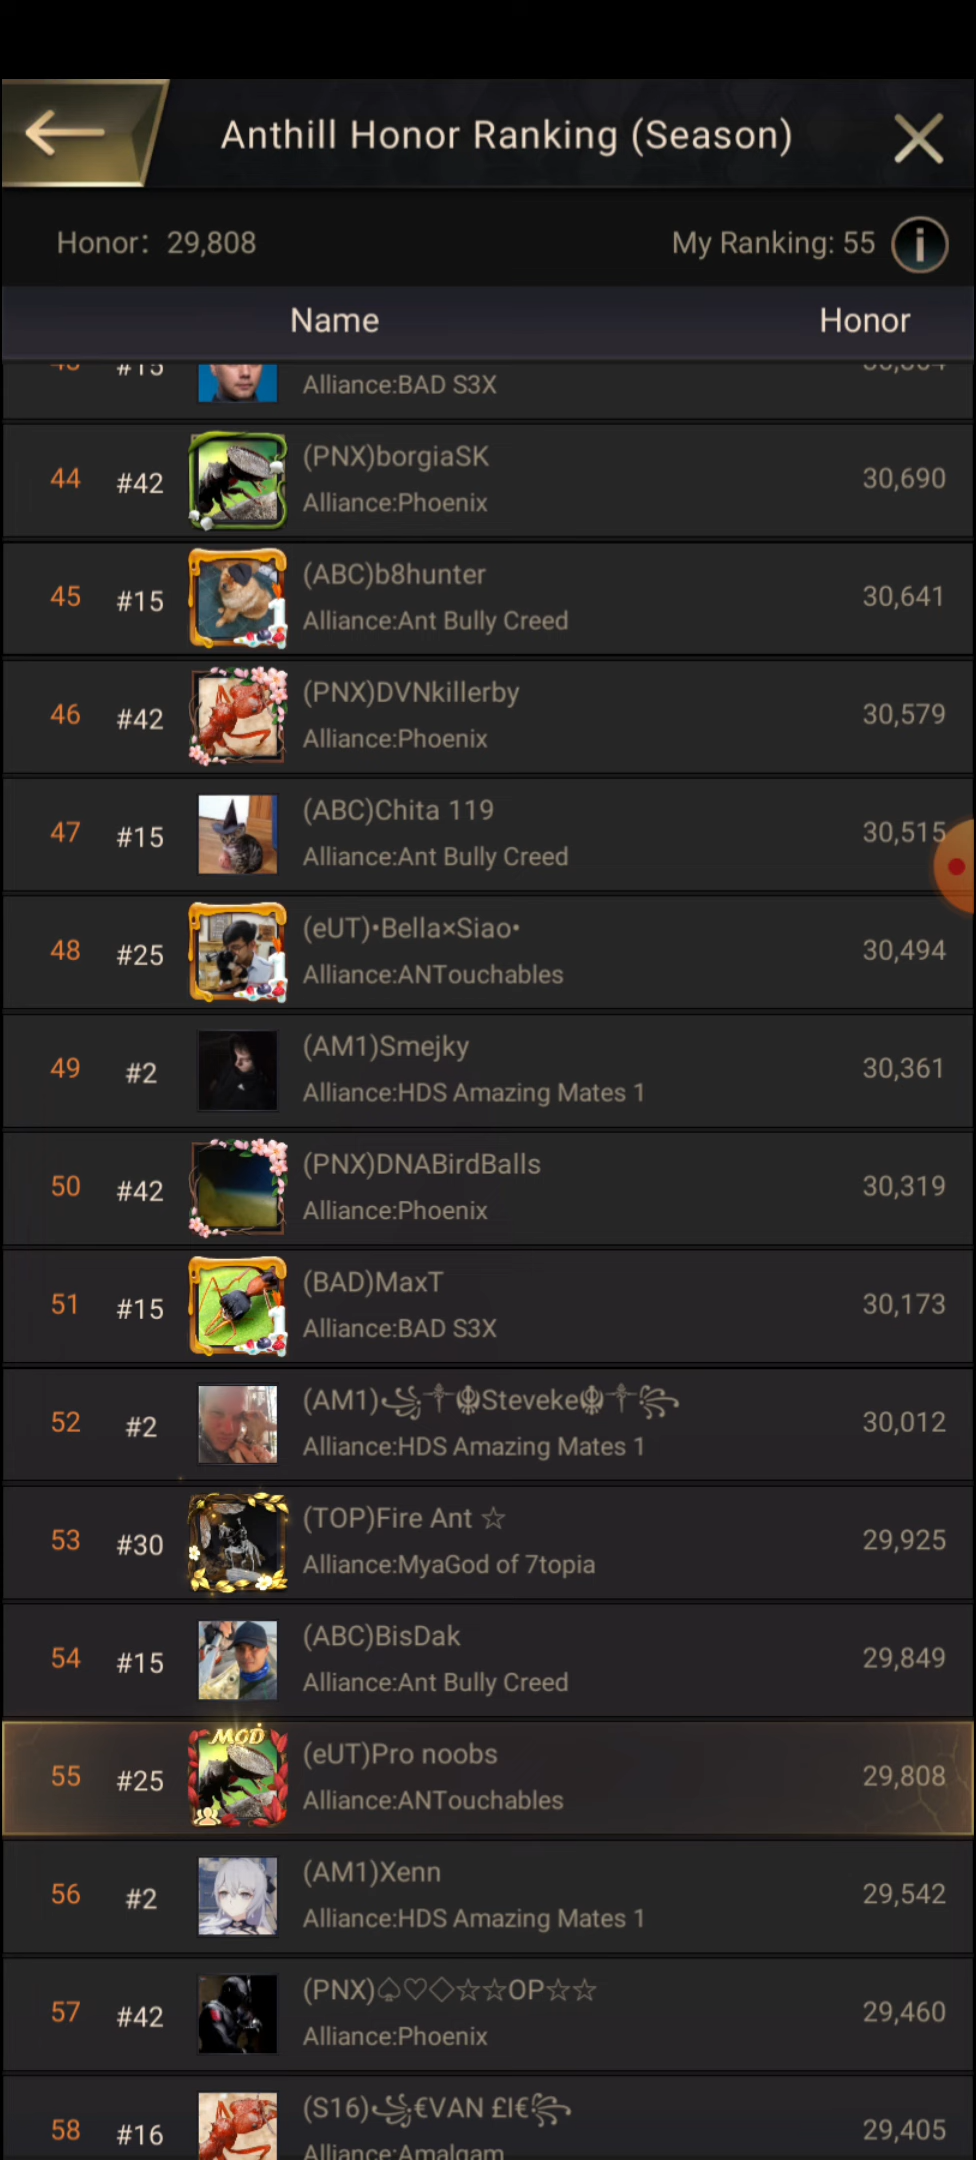 Anthill Honor Ranking (Season)
Honor: 29,808 My Ranking: 55
Name Honor
#15 Alliance:BAD S3X
44 #42 (PNX)borgiaSK 30,690
Alliance:Phoenix
45 #15 (ABC)b8hunter 30,641
Alliance:Ant Bully Creed
46 #42 (PNX)DVNkillerby 30,579
Alliance:Phoenix
47 #15 (ABC)Chita 119 30,515
Alliance:Ant Bully Creed
48 #25 (eUT)•Bella×Siao• 30,494
Alliance:ANTouchables
49 #2 (AM1)Smejky 30,361
Alliance:HDS Amazing Mates 1
50 #42 (PNX)DNABirdBalls 30,319
Alliance:Phoenix
51 #15 (BAD)MaxT 30,173
Alliance:BAD S3X
52 #2 (AM1)꧁༒☬Steveke☬༒꧂ 30,012
Alliance:HDS Amazing Mates 1
53 #30 (TOP)Fire Ant ☆ 29,925
Alliance:MyaGod of 7topia
54 #15 (ABC)BisDak 29,849
Alliance:Ant Bully Creed
MOD
55 #25 (eUT)Pro noobs 29,808
Alliance:ANTouchables
56 #2 (AM1)Xenn 29,542
Alliance:HDS Amazing Mates 1
57 #42 (PNX)♤♡◇☆☆OP☆☆ 29,460
Alliance:Phoenix
58 #16 (S16)꧁€VAN £I€꧂ 29,405
Alliance:Amalgam